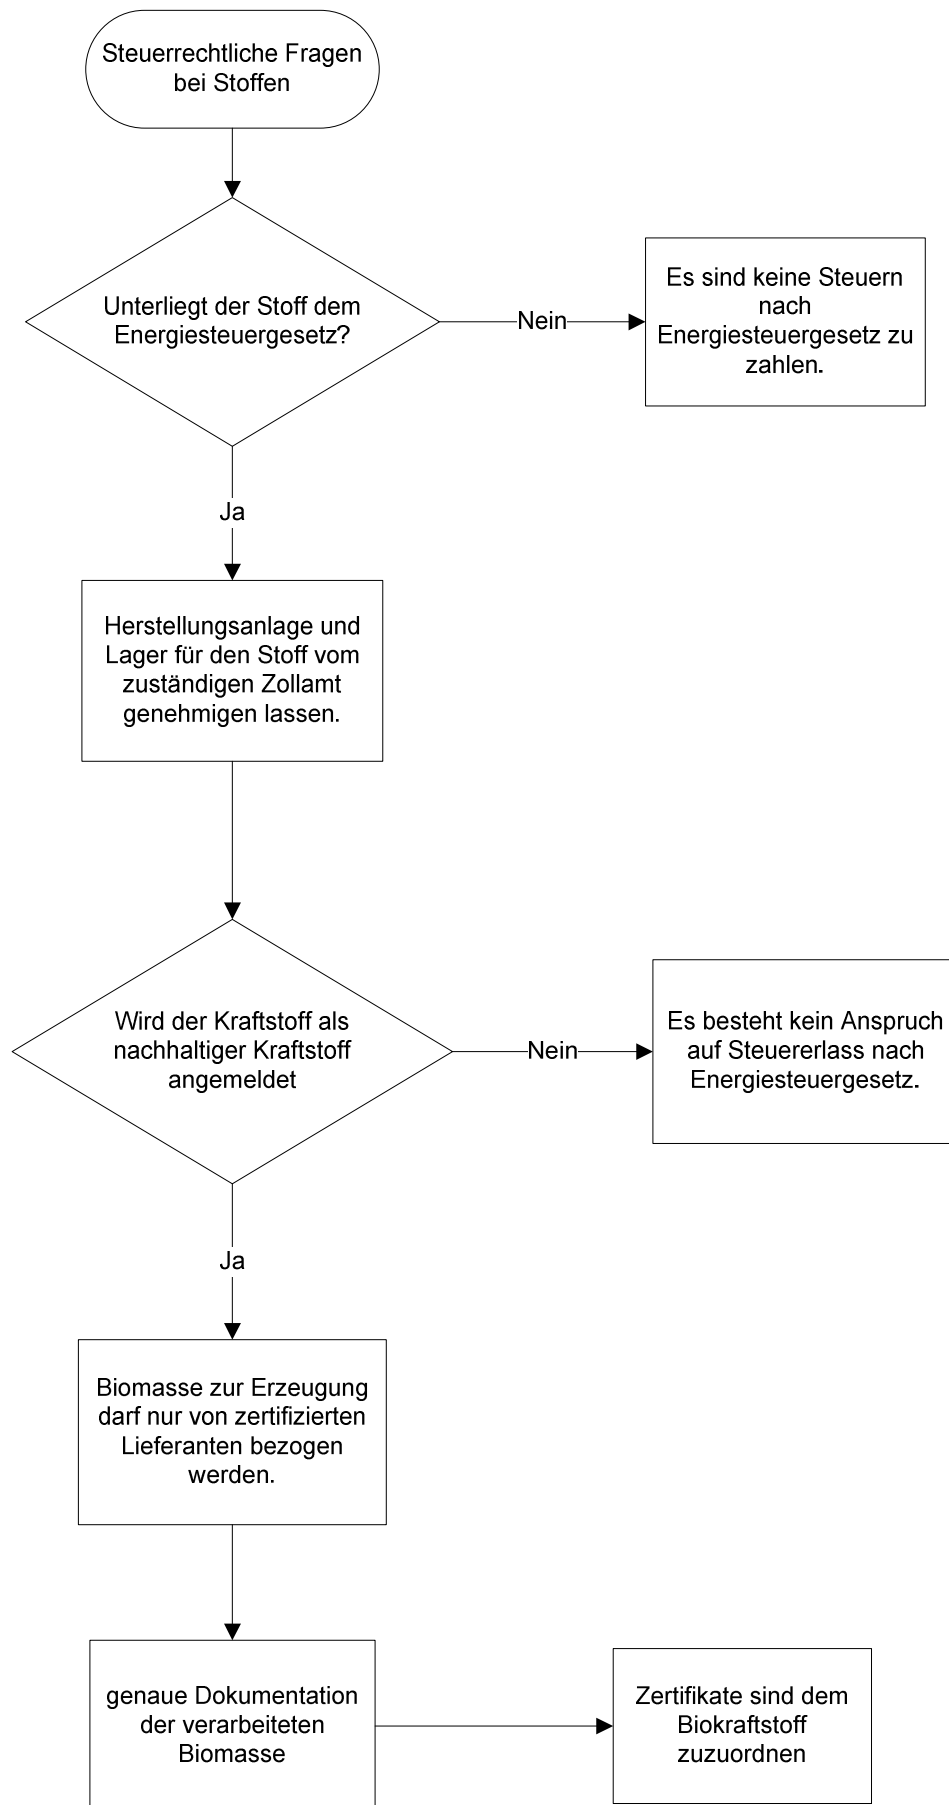 Steuerrechtliche Fragen
bei Stoffen
Unterliegt der Stoff dem
Energiesteuergesetz?
Nein
Es sind keine Steuern
nach
Energiesteuergesetz zu
zahlen.
Ja
Herstellungsanlage und
Lager für den Stoff vom
zuständigen Zollamt
genehmigen lassen.
Wird der Kraftstoff als
nachhaltiger Kraftstoff
angemeldet
Nein
Es besteht kein Anspruch
auf Steuererlass nach
Energiesteuergesetz.
Ja
Biomasse zur Erzeugung
darf nur von zertifizierten
Lieferanten bezogen
werden.
genaue Dokumentation
der verarbeiteten
Biomasse
Zertifikate sind dem
Biokraftstoff
zuzuordnen